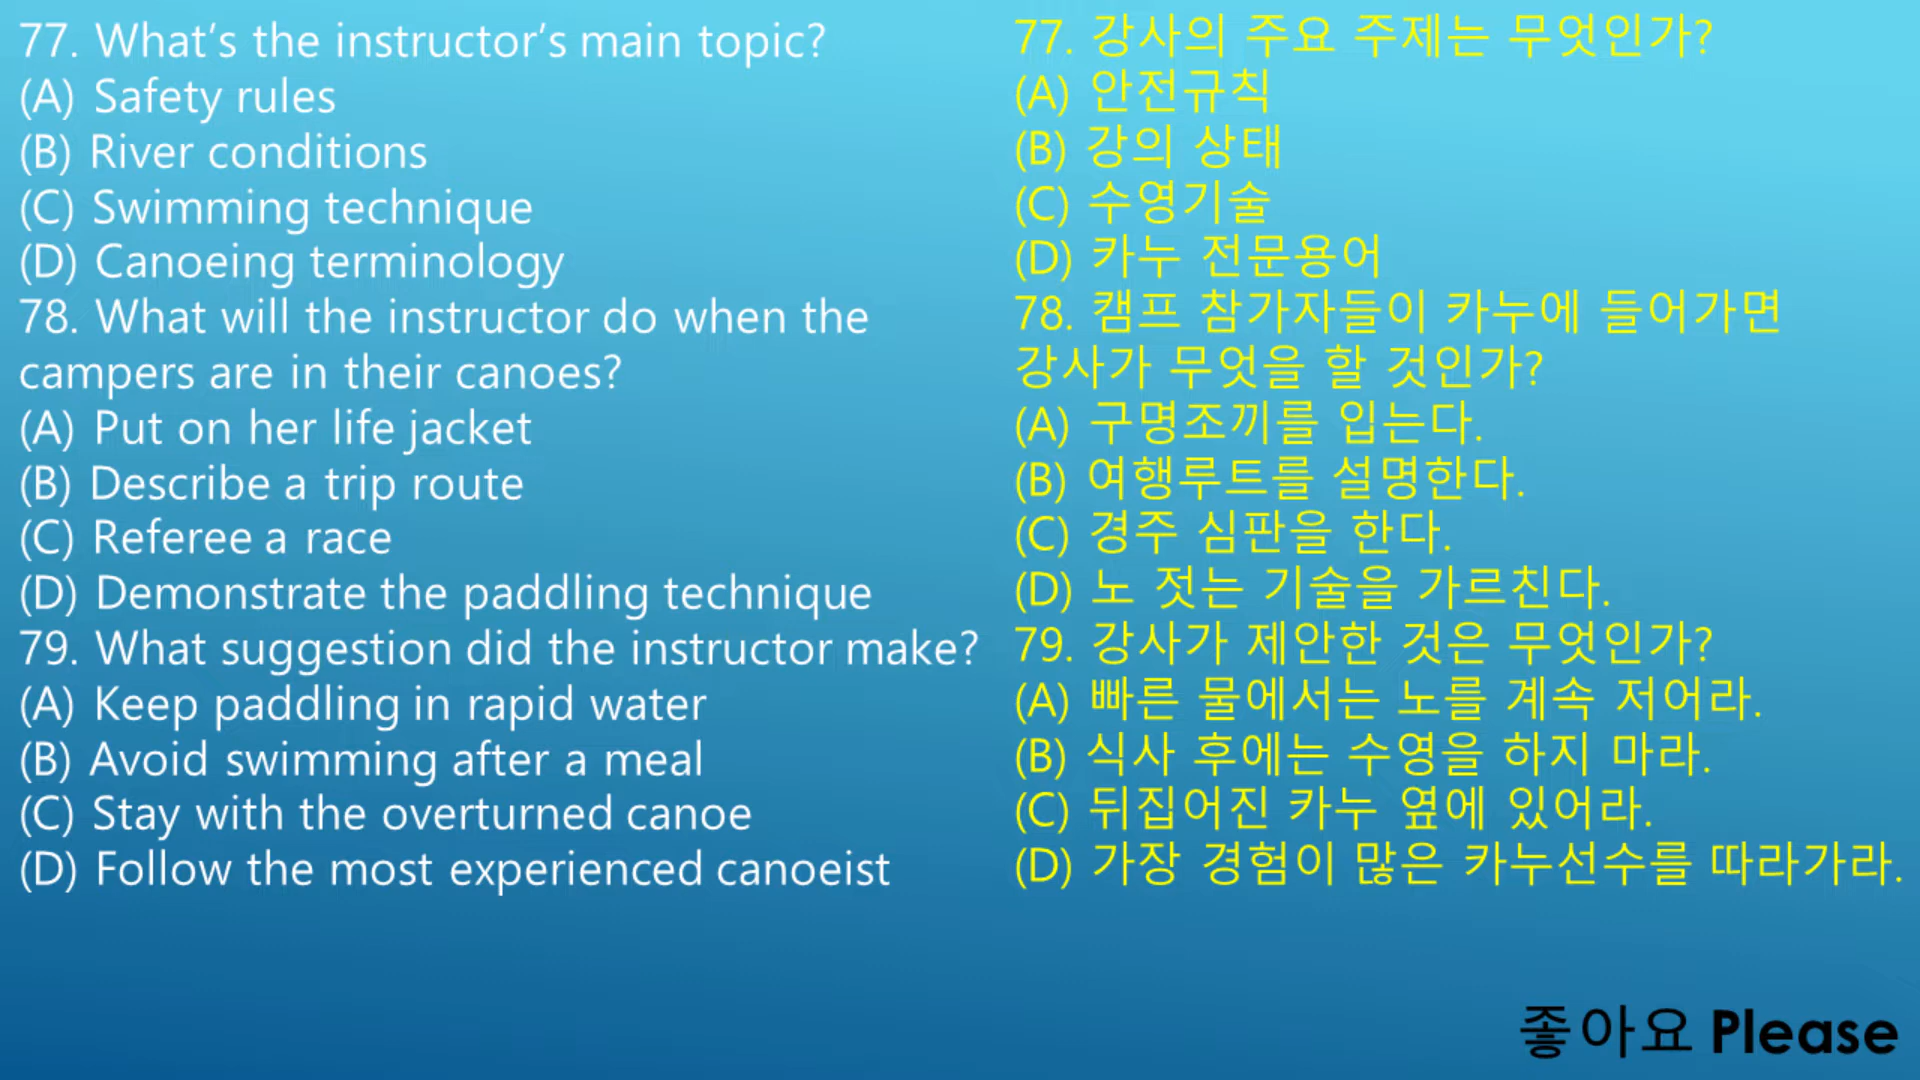 77. What's the instructor's main topic?
(A) Safety rules
(B) River conditions
(C) Swimming technique
(D) Canoeing terminology
78. What will the instructor do when the
campers are in their canoes?
(A) Put on her life jacket
(B) Describe a trip route
(C) Referee a race
(D) Demonstrate the paddling technique
79. What suggestion did the instructor make?
(A) Keep paddling in rapid water
(B) Avoid swimming after a meal
(C) Stay with the overturned canoe
(D) Follow the most experienced canoeist
77. 강사의 주요 주제는 무엇인가?
(A) 안전규칙
(B) 강의 상태
(C) 수영기술
(D) 카누 전문용어
78. 캠프 참가자들이 카누에 들어가면
강사가 무엇을 할 것인가?
(A) 구명조끼를 입는다.
(B) 여행루트를 설명한다.
(C) 경주 심판을 한다.
(D) 노 젓는 기술을 가르친다.
79. 강사가 제안한 것은 무엇인가?
(A) 빠른 물에서는 노를 계속 저어라.
(B) 식사 후에는 수영을 하지 마라.
(C) 뒤집어진 카누 옆에 있어라.
(D) 가장 경험이 많은 카누선수를 따라가라.
좋아요 Please